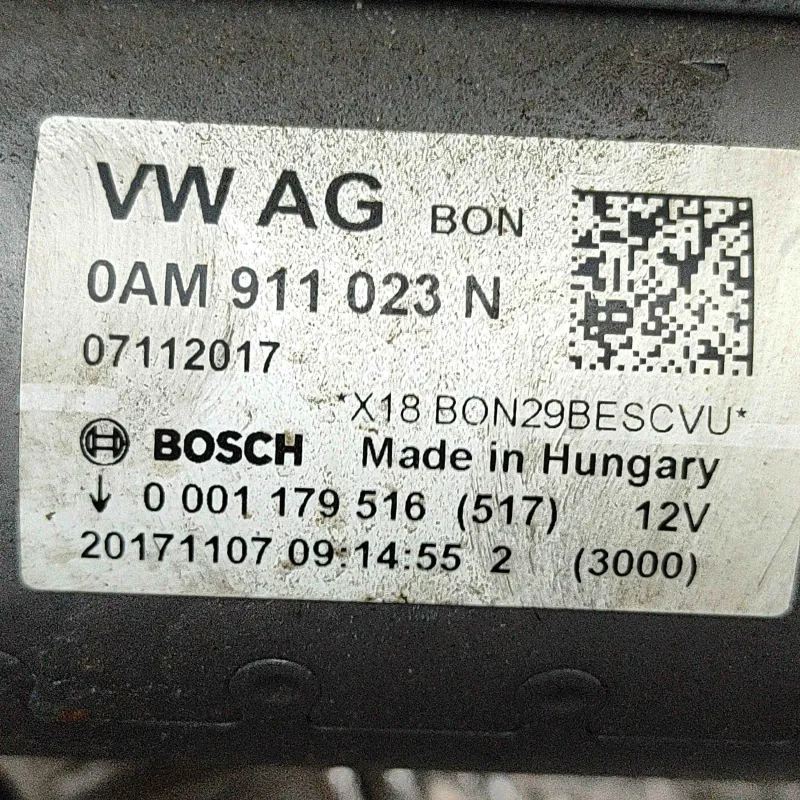 VW AG BON
0AM 911 023 N
07112017
*X18 BON29BESCVU*
BOSCH Made in Hungary
↓ 0 001 179 516 (517) 12V
20171107 09:14:55 2 (3000)